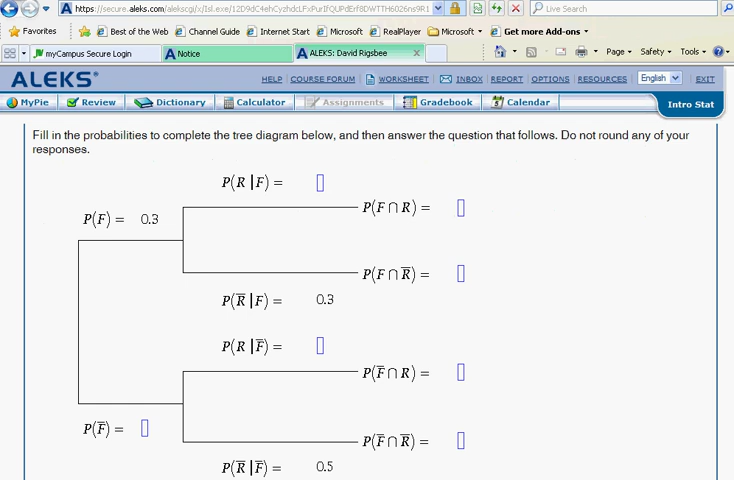 https://secure.aleks.com/alekscgi/x/Isl.exe/
Live Search
Favorites Best of the Web Channel Guide Internet Start Microsoft RealPlayer Microsoft Get more Add-ons
myCampus Secure Login Notice ALEKS: David Rigsbee Page Safety Tools
ALEKS® HELP COURSE FORUM WORKSHEET INBOX REPORT OPTIONS RESOURCES English EXIT
MyPie Review Dictionary Calculator Assignments Gradebook Calendar Intro Stat
Fill in the probabilities to complete the tree diagram below, and then answer the question that follows. Do not round any of your
responses.
P(R | F) =
P(F ∩ R) =
P(F) = 0.3
P(F ∩ R̅) =
P(R̅ | F) = 0.3
P(R | F̅) =
P(F̅ ∩ R) =
P(F̅) =
P(F̅ ∩ R̅) =
P(R̅ | F̅) = 0.5